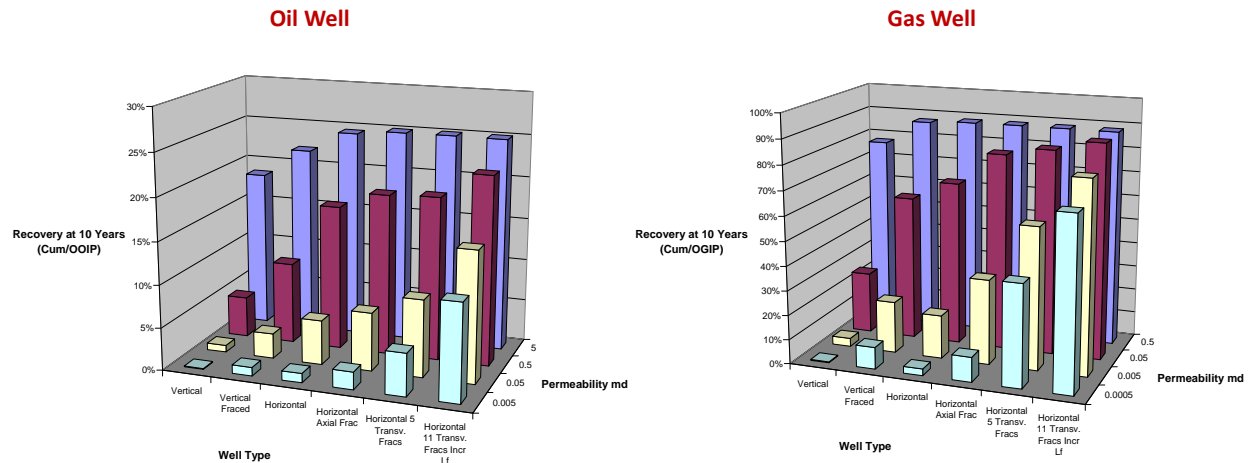 Oil Well
Gas Well
30%
25%
20%
15%
10%
5%
0%
Recovery at 10 Years
(Cum/OOIP)
Vertical
Vertical
Fraced
Horizontal
Horizontal
Axial Frac
Horizontal 5
Transv.
Fracs
Horizontal
11 Transv.
Fracs Incr
Lf
Well Type
5
0.5
0.05
0.005
Permeability md
100%
90%
80%
70%
60%
50%
40%
30%
20%
10%
0%
Recovery at 10 Years
(Cum/OGIP)
Vertical
Vertical
Fraced
Horizontal
Horizontal
Axial Frac
Horizontal
5 Transv.
Fracs
Horizontal
11 Transv.
Fracs Incr
Lf
Well Type
0.5
0.05
0.005
0.0005
Permeability md